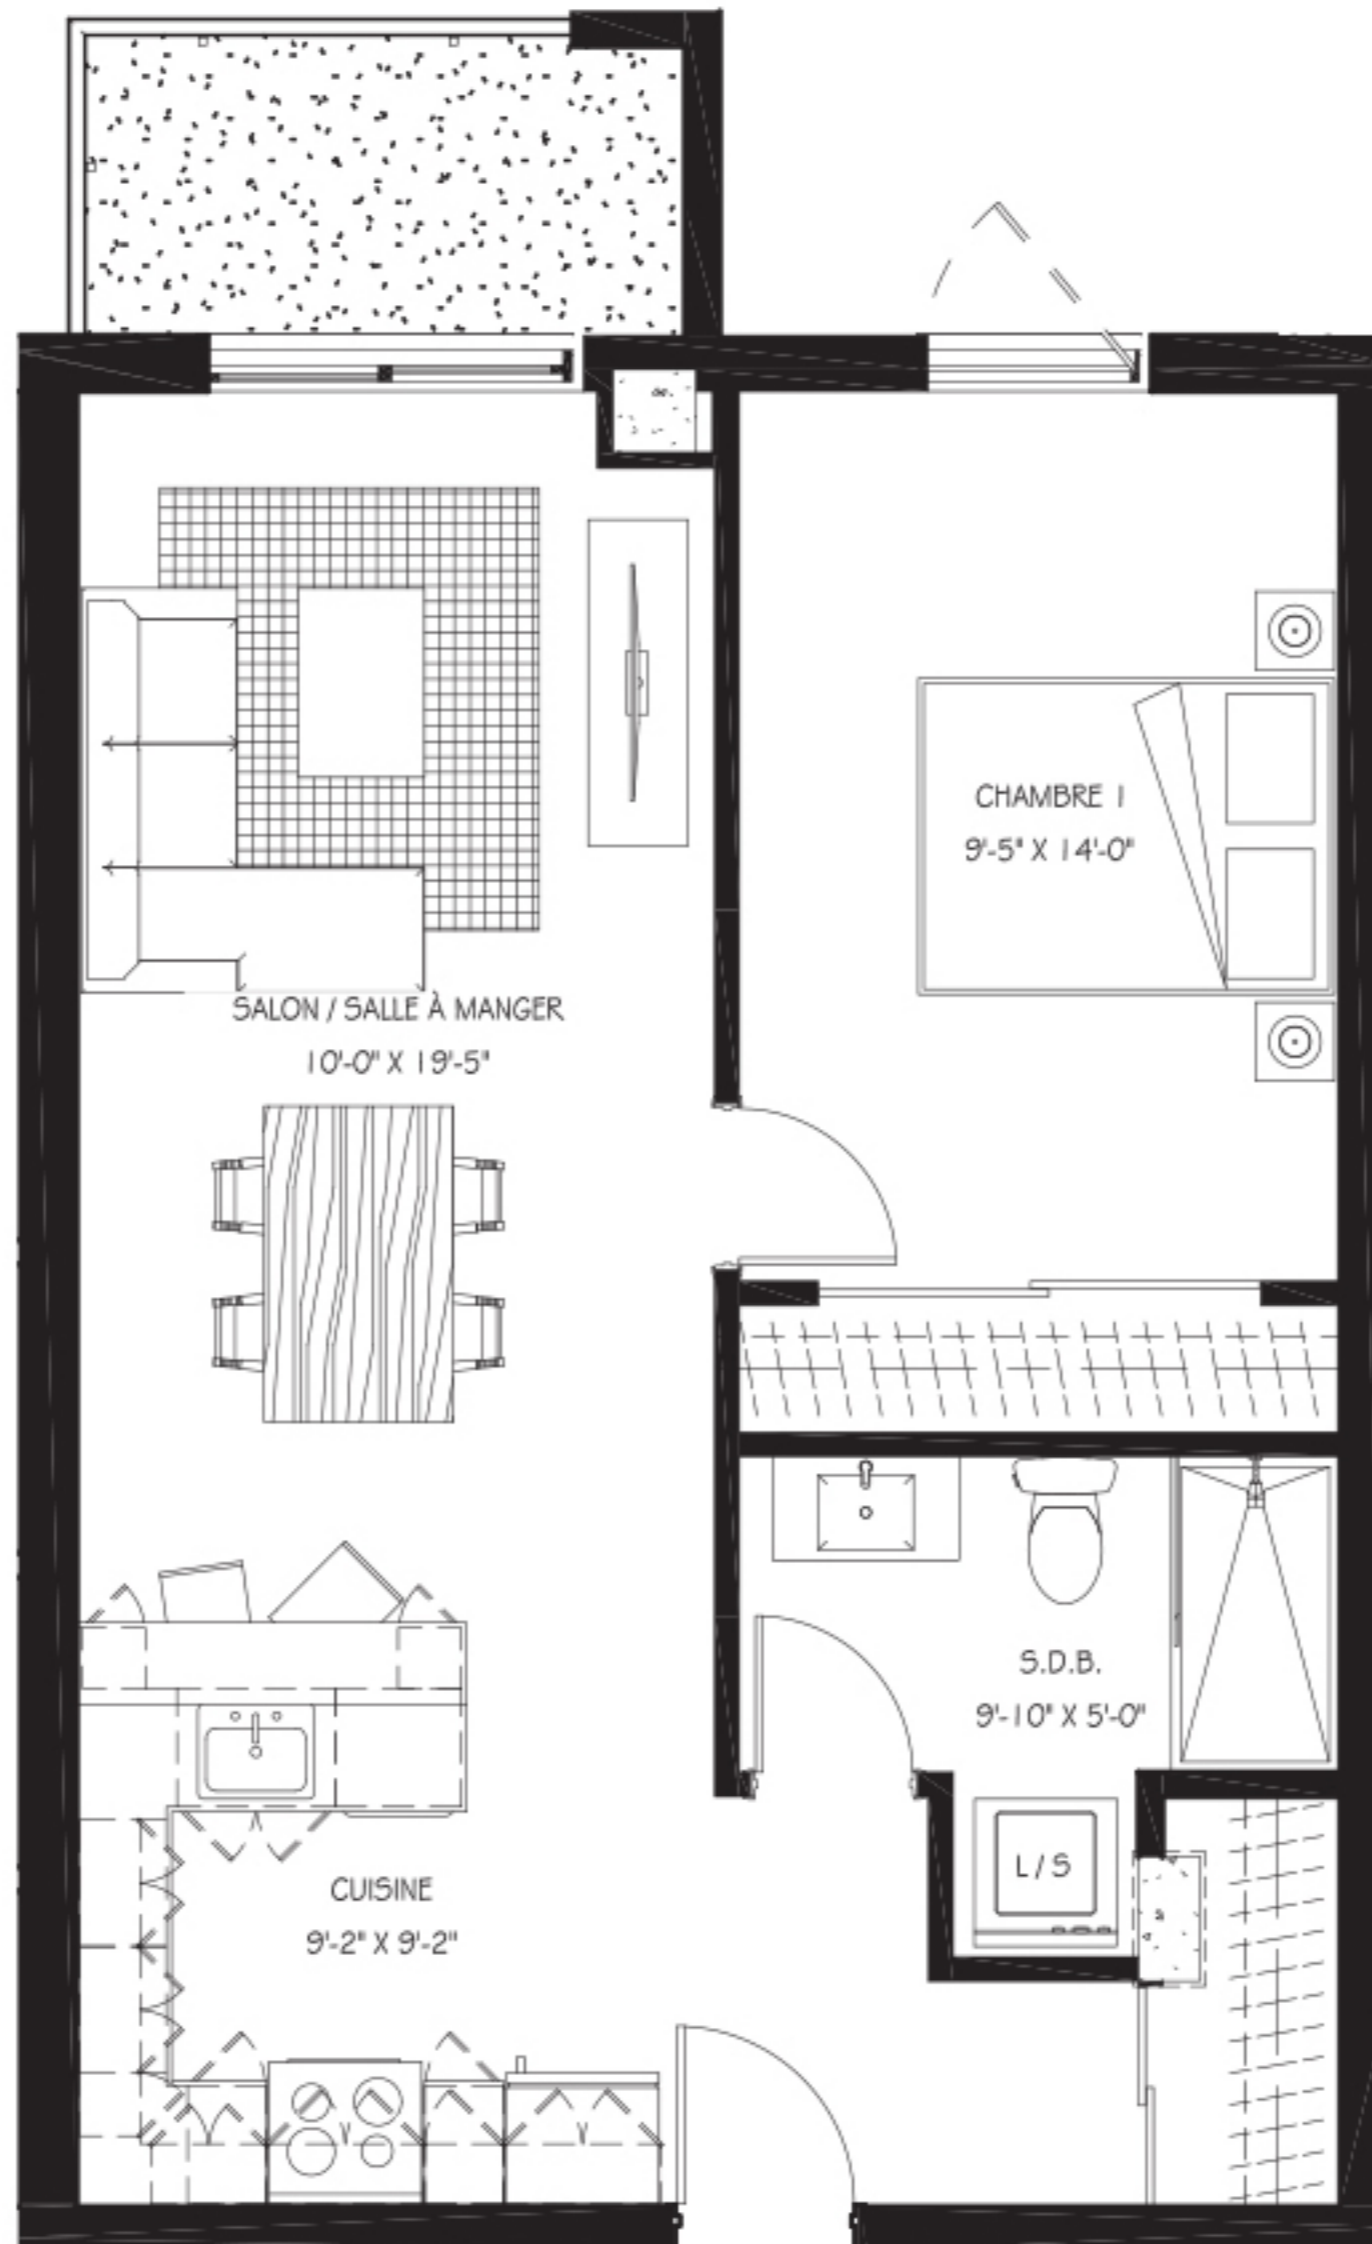 CHAMBRE 1
9'-5" X 14'-0"
SALON / SALLE À MANGER
10'-0" X 19'-5"
S.D.B.
9'-10" X 5'-0"
L / S
CUISINE
9'-2" X 9'-2"